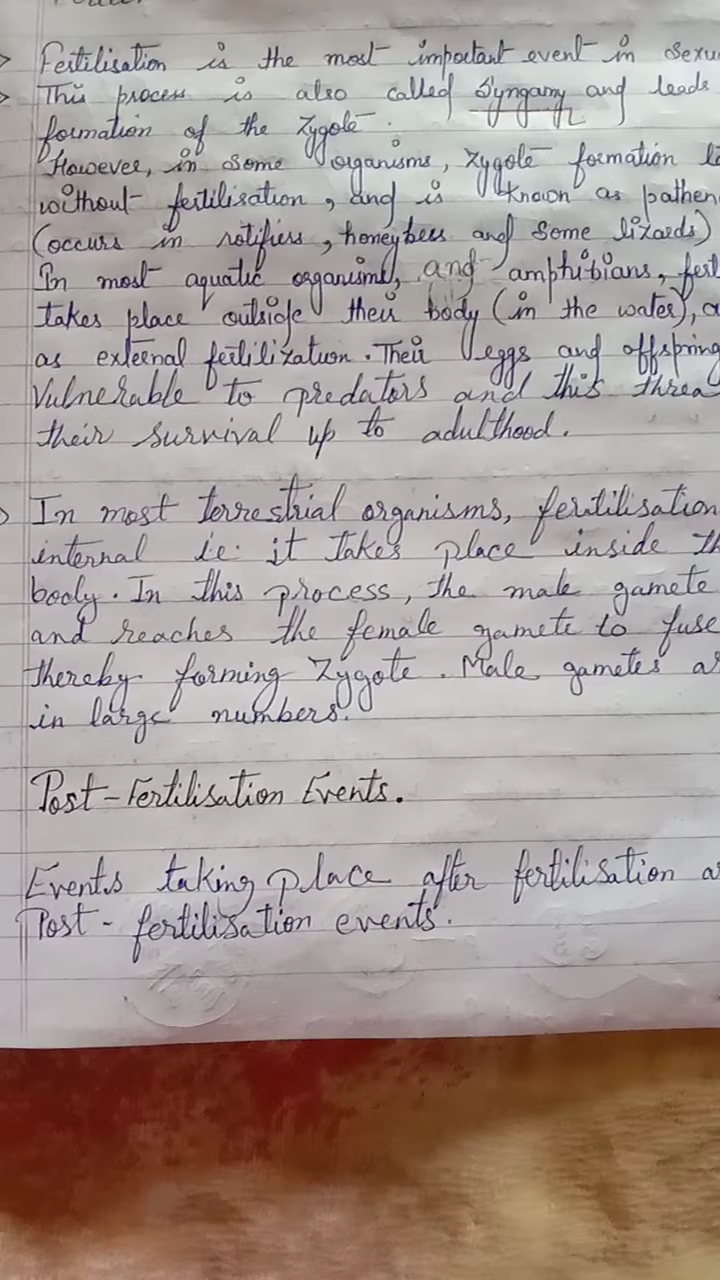 Fertilisation is the most important event in sexu
This process is also called Syngamy and leads
formation of the Zygote.
However, in some organisms, zygote formation
without fertilisation, and is known as pathen
(occurs in rotifiers, honeybees and some lizards)
In most aquatic organisms, and amphibians, fert
takes place outside their body (in the water), a
as external fertilization. Their eggs and offspring
Vulnerable to predators and this threa
their survival up to adulthood.
In most terrestrial organisms, fertilisation
internal i.e. it takes place inside th
body. In this process, the male gamete
and reaches the female gamete to fuse
thereby forming Zygote. Male gametes ar
in large numbers.
Post-Fertilisation Events.
Events taking place after fertilisation a
Post-fertilisation events.